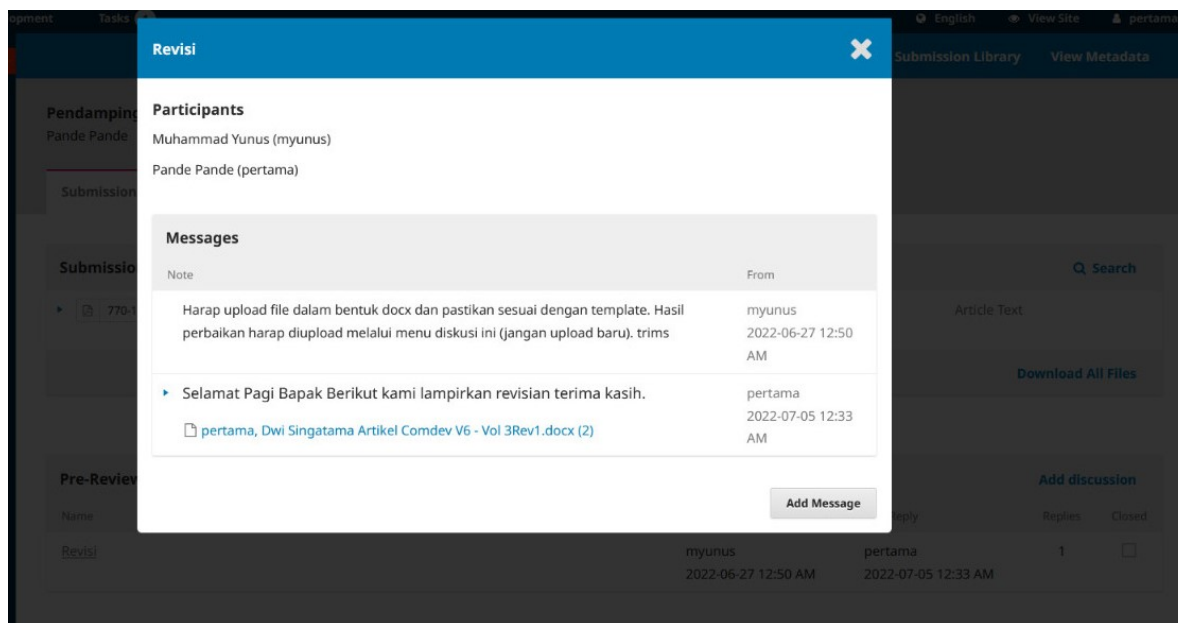 opment Tasks English View Site pertama
Submission Library View Metadata
Revisi
Participants
Muhammad Yunus (myunus)
Pande Pande (pertama)
Messages
Note From
Harap upload file dalam bentuk docx dan pastikan sesuai dengan template. Hasil
perbaikan harap diupload melalui menu diskusi ini (jangan upload baru). trims
myunus
2022-06-27 12:50
AM
Selamat Pagi Bapak Berikut kami lampirkan revisian terima kasih.
pertama, Dwi Singatama Artikel Comdev V6 - Vol 3Rev1.docx (2)
pertama
2022-07-05 12:33
AM
Add Message
Pendamping
Pande Pande
Submission
Submissio
Search
770-1 Article Text
Download All Files
Pre-Review Add discussion
Name Reply Replies Closed
Revisi myunus pertama 1
2022-06-27 12:50 AM 2022-07-05 12:33 AM